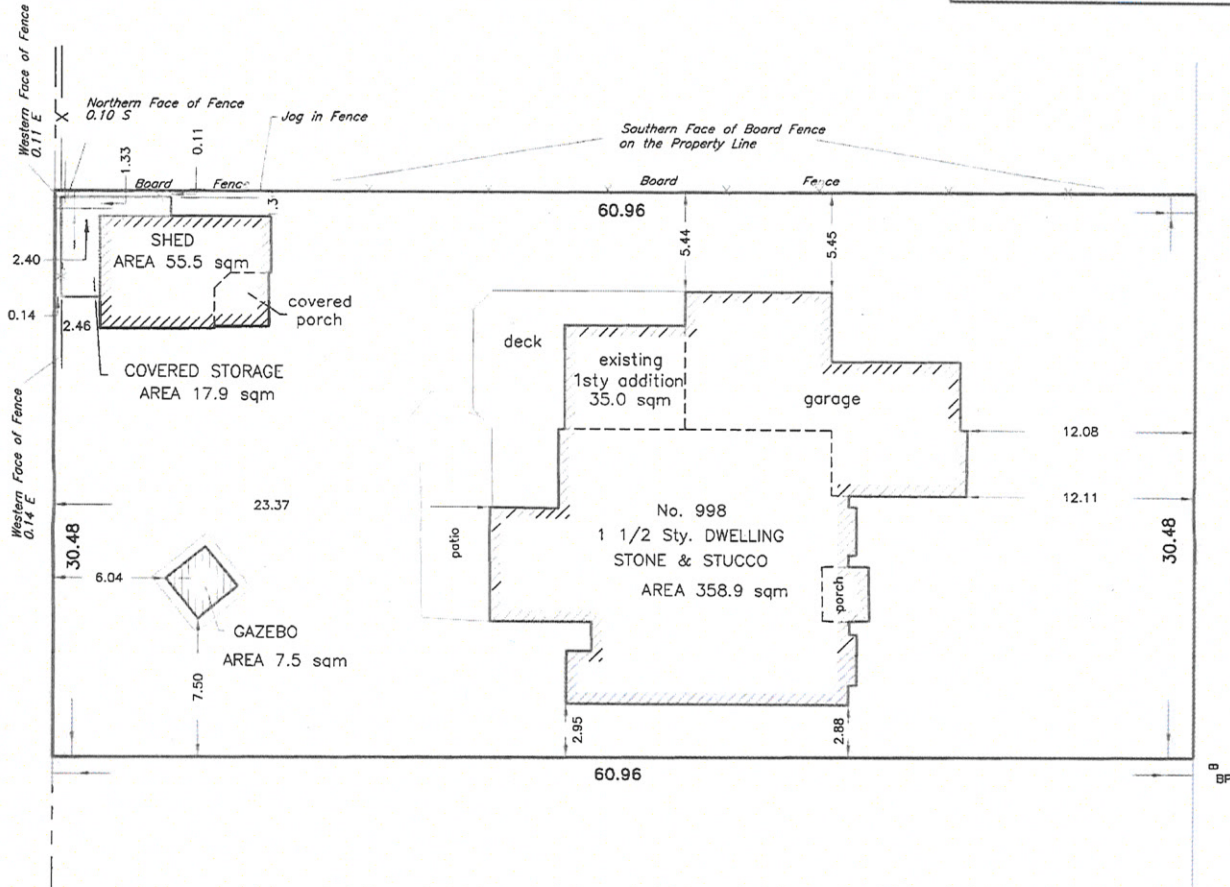 Western Face of Fence
0.11 E
Northern Face of Fence
0.10 S
1.33
0.11
Jog in Fence
Southern Face of Board Fence
on the Property Line
X
Board Fence
Board Fence
60.96
SHED
AREA 55.5 sqm
2.40
0.14
2.46
covered
porch
COVERED STORAGE
AREA 17.9 sqm
5.44
5.45
deck
existing
1sty addition
35.0 sqm
garage
12.08
12.11
Western Face of Fence
0.14 E
30.48
23.37
patio
No. 998
1 1/2 Sty. DWELLING
STONE & STUCCO
AREA 358.9 sqm
porch
30.48
6.04
GAZEBO
AREA 7.5 sqm
7.50
2.95
2.88
60.96
B